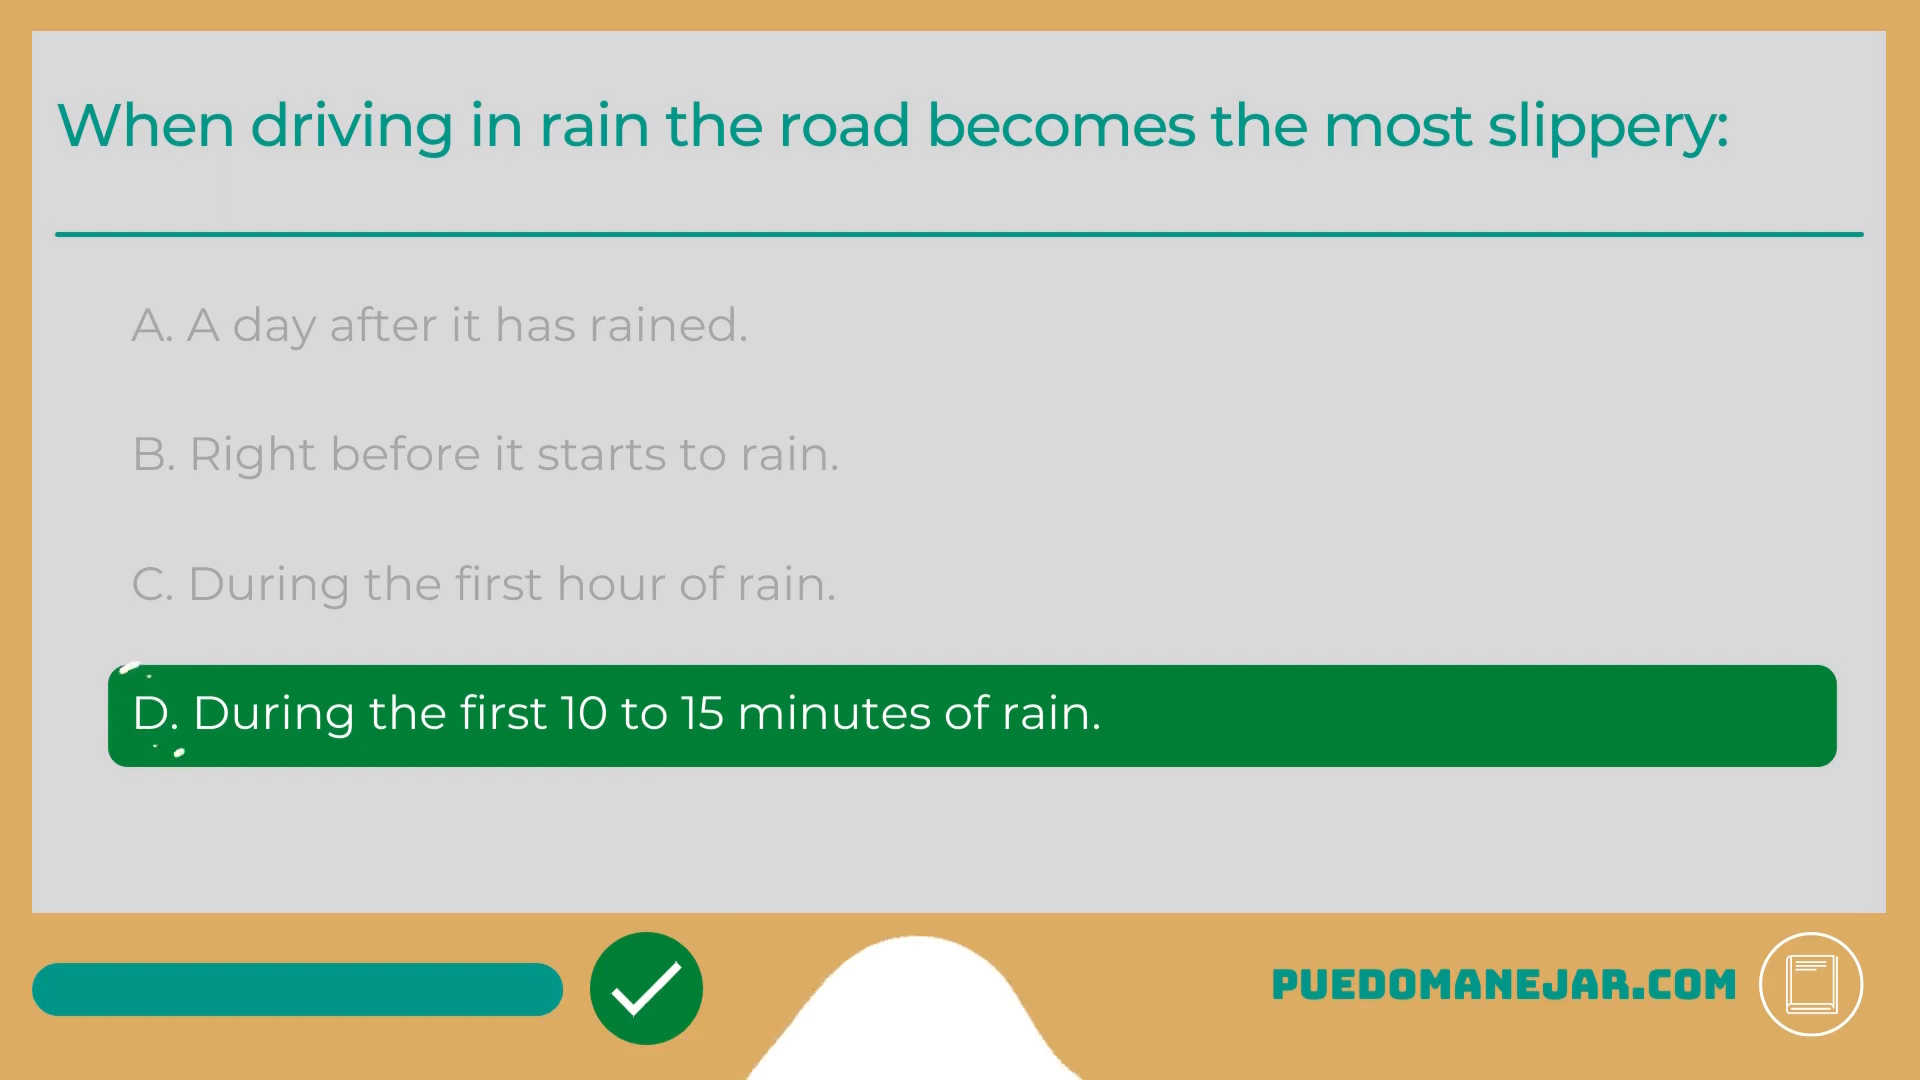 When driving in rain the road becomes the most slippery:
A. A day after it has rained.
B. Right before it starts to rain.
C. During the first hour of rain.
D. During the first 10 to 15 minutes of rain.
PUEDOMANEJAR.COM